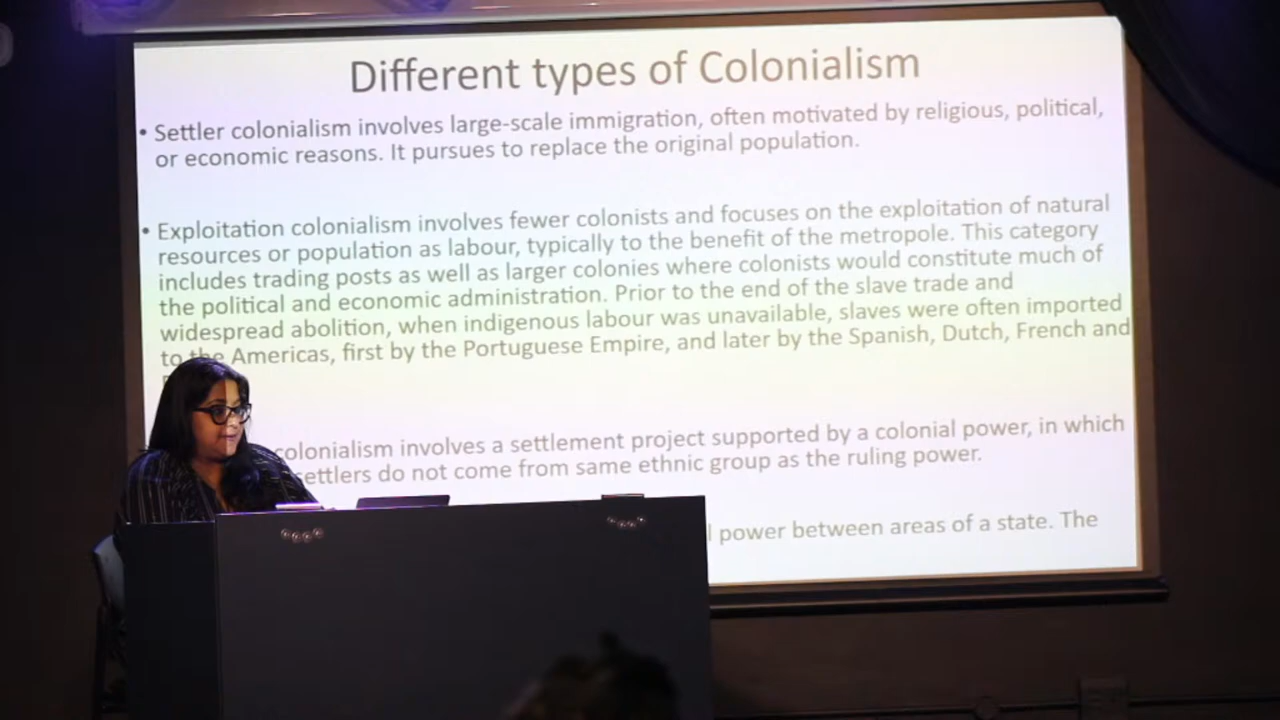 Different types of Colonialism
• Settler colonialism involves large-scale immigration, often motivated by religious, political,
or economic reasons. It pursues to replace the original population.
• Exploitation colonialism involves fewer colonists and focuses on the exploitation of natural
resources or population as labour, typically to the benefit of the metropole. This category
includes trading posts as well as larger colonies where colonists would constitute much of
the political and economic administration. Prior to the end of the slave trade and
widespread abolition, when indigenous labour was unavailable, slaves were often imported
to the Americas, first by the Portuguese Empire, and later by the Spanish, Dutch, French and
colonialism involves a settlement project supported by a colonial power, in which
settlers do not come from same ethnic group as the ruling power.
power between areas of a state. The